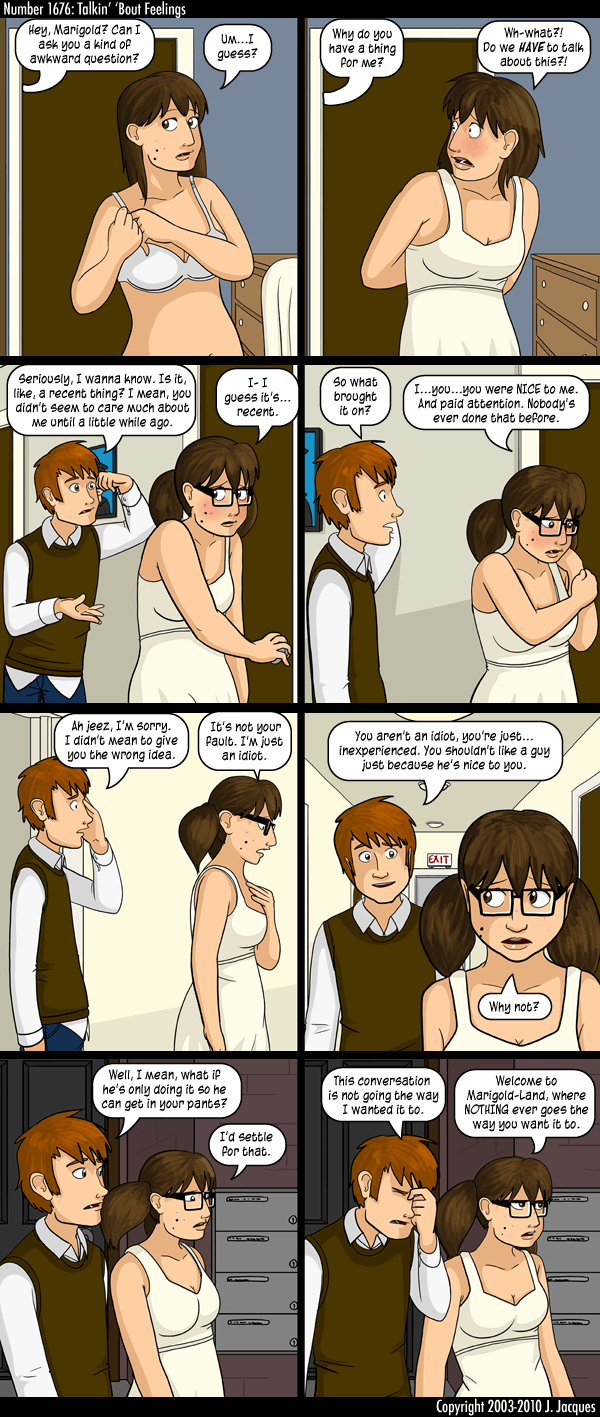 Number 1676: Talkin' 'Bout Feelings
Hey, Marigold? Can I
ask you a kind of
awkward question?
Um...I
guess?
Why do you
have a thing
for me?
Wh-what?!
Do we HAVE to talk
about this?!
Seriously, I wanna know. Is it,
like, a recent thing? I mean, you
didn't seem to care much about
me until a little while ago.
I- I
guess it's...
recent.
So what
brought
it on?
I...you...you were NICE to me.
And paid attention. Nobody's
ever done that before.
Ah jeez, I'm sorry.
I didn't mean to give
you the wrong idea.
It's not your
fault. I'm just
an idiot.
You aren't an idiot, you're just...
inexperienced. You shouldn't like a guy
just because he's nice to you.
EXIT
Why not?
Well, I mean, what if
he's only doing it so he
can get in your pants?
I'd settle
for that.
This conversation
is not going the way
I wanted it to.
Welcome to
Marigold-Land, where
NOTHING ever goes the
way you want it to.
Copyright 2003-2010 J. Jacques